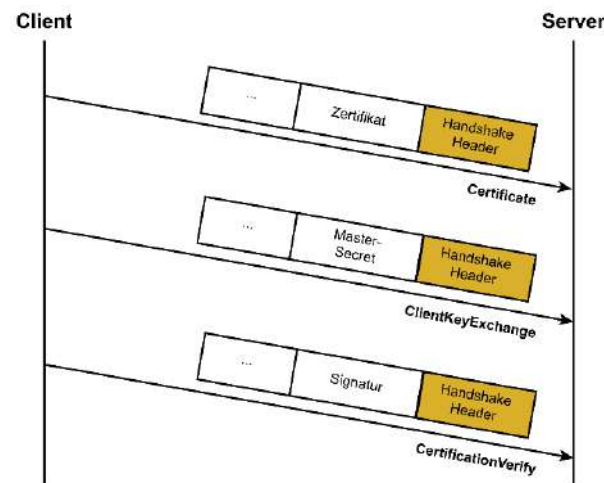 Client
Server
...
Zertifikat
Handshake
Header
Certificate
...
Master-
Secret
Handshake
Header
ClientKeyExchange
...
Signatur
Handshake
Header
CertificationVerify